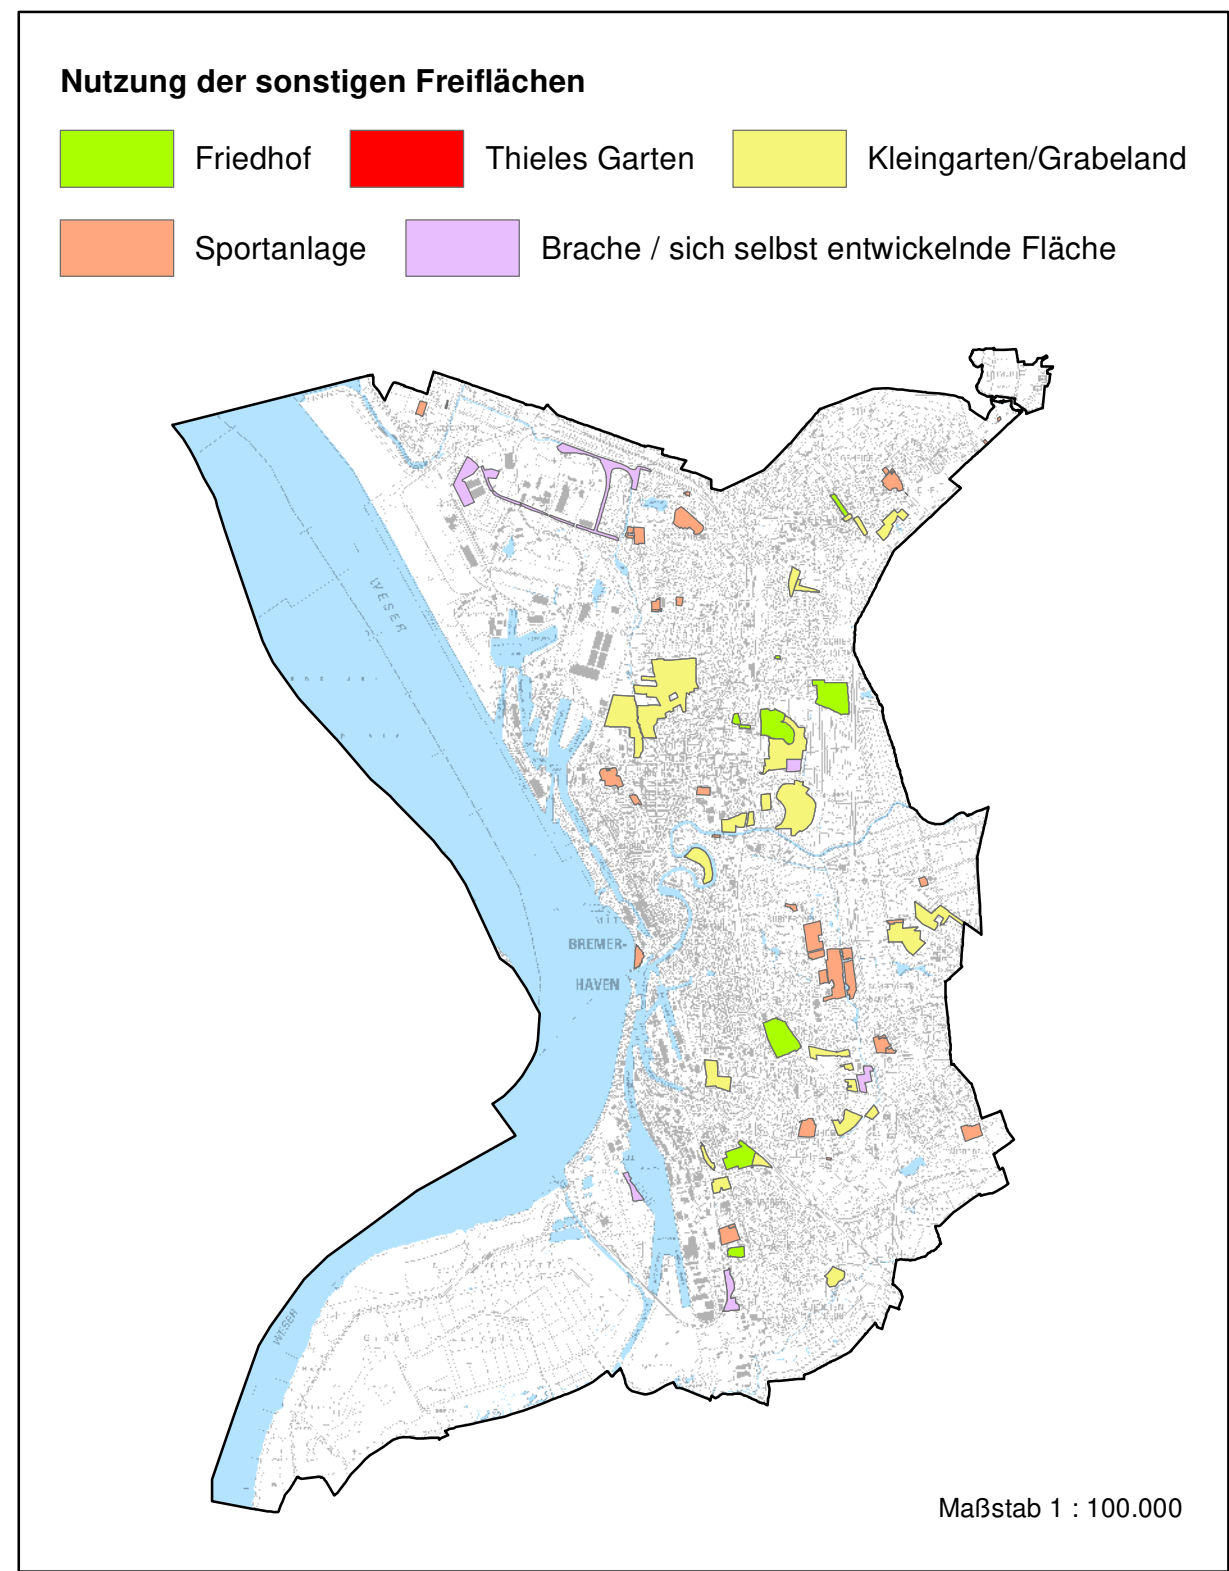 Nutzung der sonstigen Freiflächen
Friedhof Thieles Garten Kleingarten/Grabeland
Sportanlage Brache / sich selbst entwickelnde Fläche
WESER
BREMER-
HAVEN
WESER
Maßstab 1 : 100.000